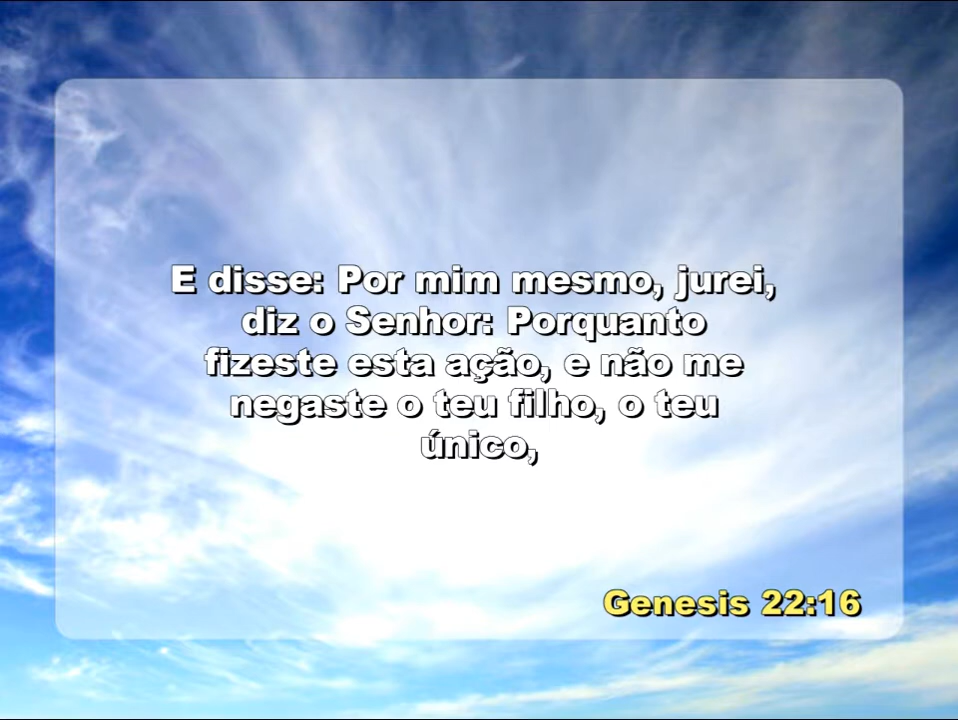 E disse: Por mim mesmo, jurei,
diz o Senhor: Porquanto
fizeste esta ação, e não me
negaste o teu filho, o teu
único,
Genesis 22:16